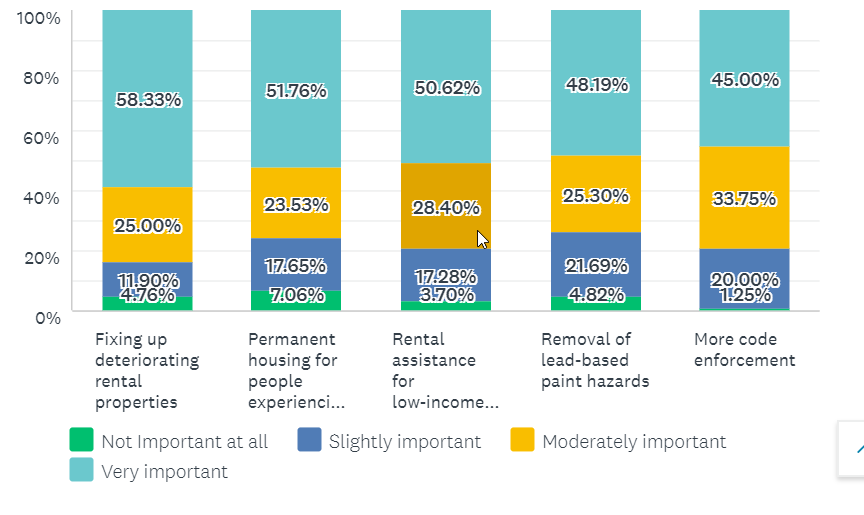 100%
80%
60%
40%
20%
0%
58.33%
25.00%
11.90%
4.76%
51.76%
23.53%
17.65%
7.06%
50.62%
28.40%
17.28%
3.70%
48.19%
25.30%
21.69%
4.82%
45.00%
33.75%
20.00%
1.25%
Fixing up
deteriorating
rental
properties
Permanent
housing for
people
experienci...
Rental
assistance
for
low-income...
Removal of
lead-based
paint hazards
More code
enforcement
Not Important at all
Slightly important
Moderately important
Very important